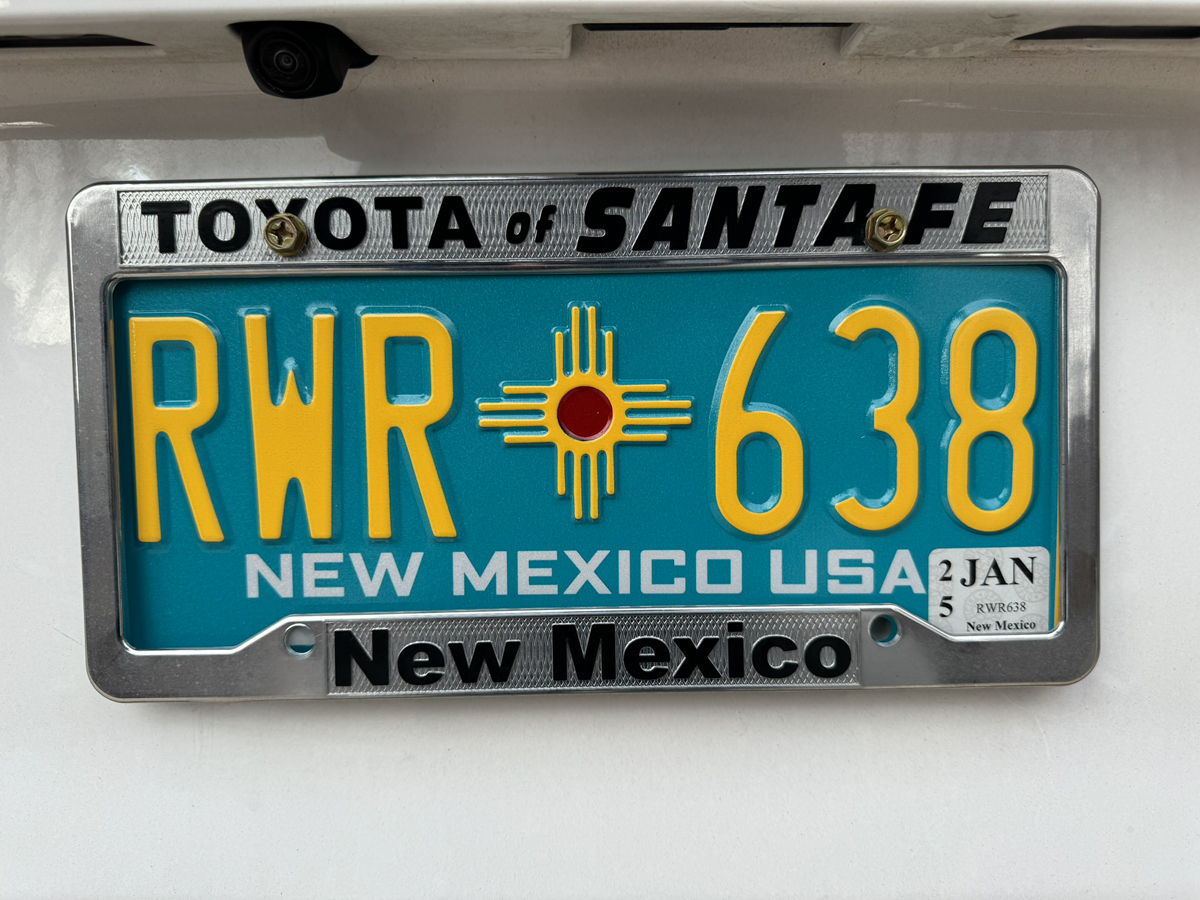 TOYOTA of SANTA FE
RWR 638
NEW MEXICO USA
2 JAN
5 RWR638
New Mexico
New Mexico